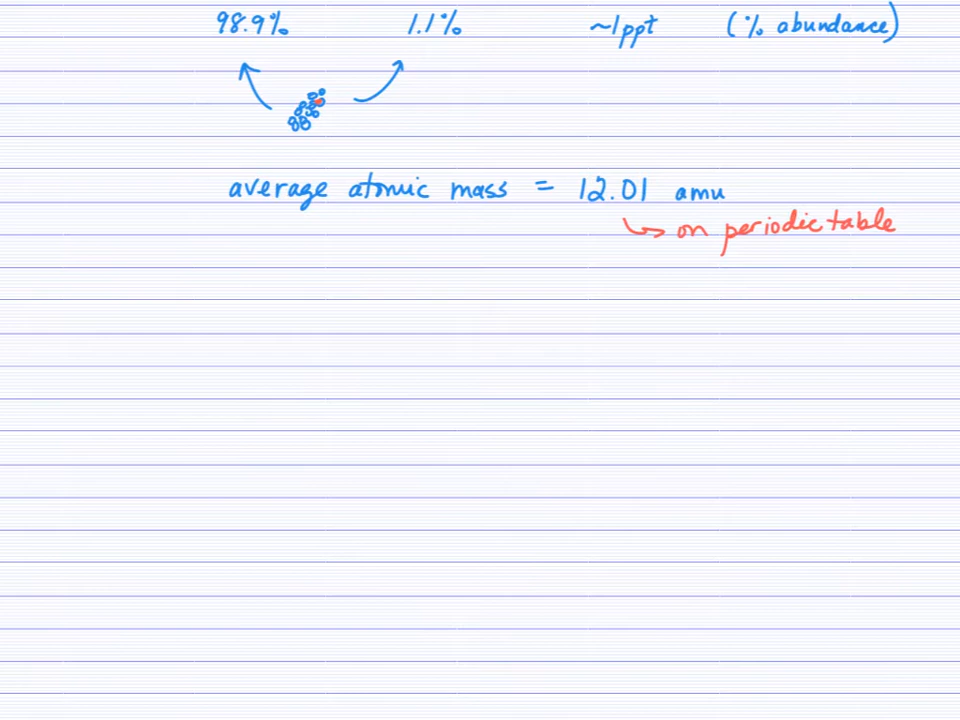 98.9% 1.1% ~1ppt (% abundance)
average atomic mass = 12.01 amu
on periodic table